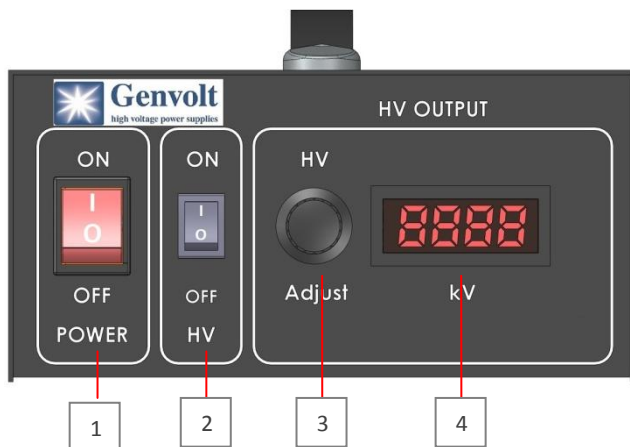 Genvolt
high voltage power supplies
HV OUTPUT
ON
I
O
OFF
POWER
ON
I
O
OFF
HV
HV
Adjust
8888
kV
1
2
3
4